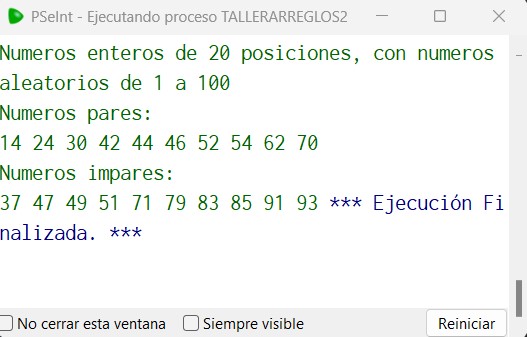 PSeInt - Ejecutando proceso TALLERARREGLOS2
Numeros enteros de 20 posiciones, con numeros
aleatorios de 1 a 100
Numeros pares:
14 24 30 42 44 46 52 54 62 70
Numeros impares:
37 47 49 51 71 79 83 85 91 93 *** Ejecución Fi
nalizada. ***
No cerrar esta ventana Siempre visible Reiniciar